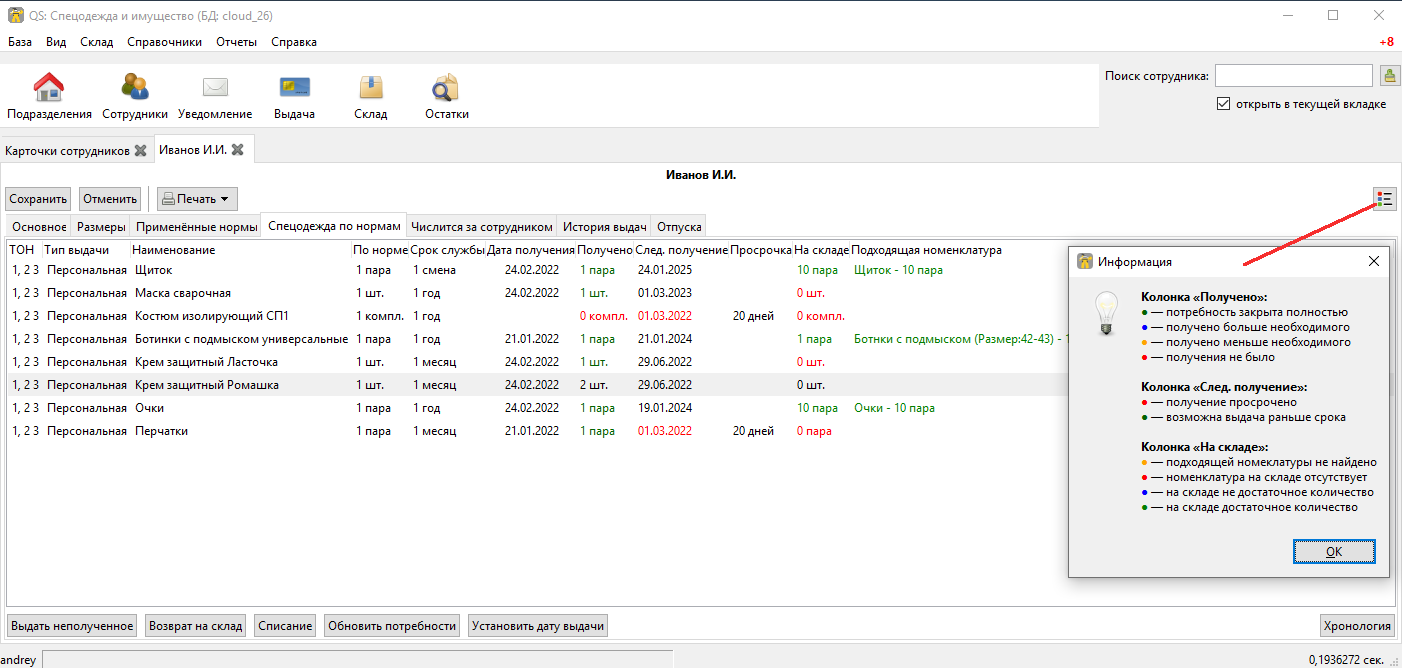 QS: Спецодежда и имущество (БД: cloud_26)
База Вид Склад Справочники Отчеты Справка +8
Поиск сотрудника:
открыть в текущей вкладке
Подразделения Сотрудники Уведомление Выдача Склад Остатки
Карточки сотрудников Иванов И.И.
Иванов И.И.
Сохранить Отменить Печать
Основное Размеры Применённые нормы Спецодежда по нормам Числится за сотрудником История выдач Отпуска
ТОН Тип выдачи Наименование По норме Срок службы Дата получения Получено След. получение Просрочка На складе Подходящая номенклатура
1, 2 3 Персональная Щиток 1 пара 1 смена 24.02.2022 1 пара 24.01.2025 10 пара Щиток - 10 пара
1, 2 3 Персональная Маска сварочная 1 шт. 1 год 24.02.2022 1 шт. 01.03.2023 0 шт.
1, 2 3 Персональная Костюм изолирующий СП1 1 компл. 1 год 0 компл. 01.03.2022 20 дней 0 компл.
1, 2 3 Персональная Ботинки с подмыском универсальные 1 пара 1 год 21.01.2022 1 пара 21.01.2024 1 пара Ботнки с подмыском (Размер:42-43) - 1
1, 2 3 Персональная Крем защитный Ласточка 1 шт. 1 месяц 24.02.2022 1 шт. 29.06.2022 0 шт.
1, 2 3 Персональная Крем защитный Ромашка 1 шт. 1 месяц 24.02.2022 2 шт. 29.06.2022 0 шт.
1, 2 3 Персональная Очки 1 пара 1 год 24.02.2022 1 пара 19.01.2024 10 пара Очки - 10 пара
1, 2 3 Персональная Перчатки 1 пара 1 месяц 21.01.2022 1 пара 01.03.2022 20 дней 0 пара
Информация
Колонка «Получено»:
● — потребность закрыта полностью
● — получено больше необходимого
● — получено меньше необходимого
● — получения не было
Колонка «След. получение»:
● — получение просрочено
● — возможна выдача раньше срока
Колонка «На складе»:
● — подходящей номеклатуры не найдено
● — номенклатура на складе отсутствует
● — на складе не достаточное количество
● — на складе достаточное количество
OK
Выдать неполученное Возврат на склад Списание Обновить потребности Установить дату выдачи Хронология
andrey 0,1936272 сек.